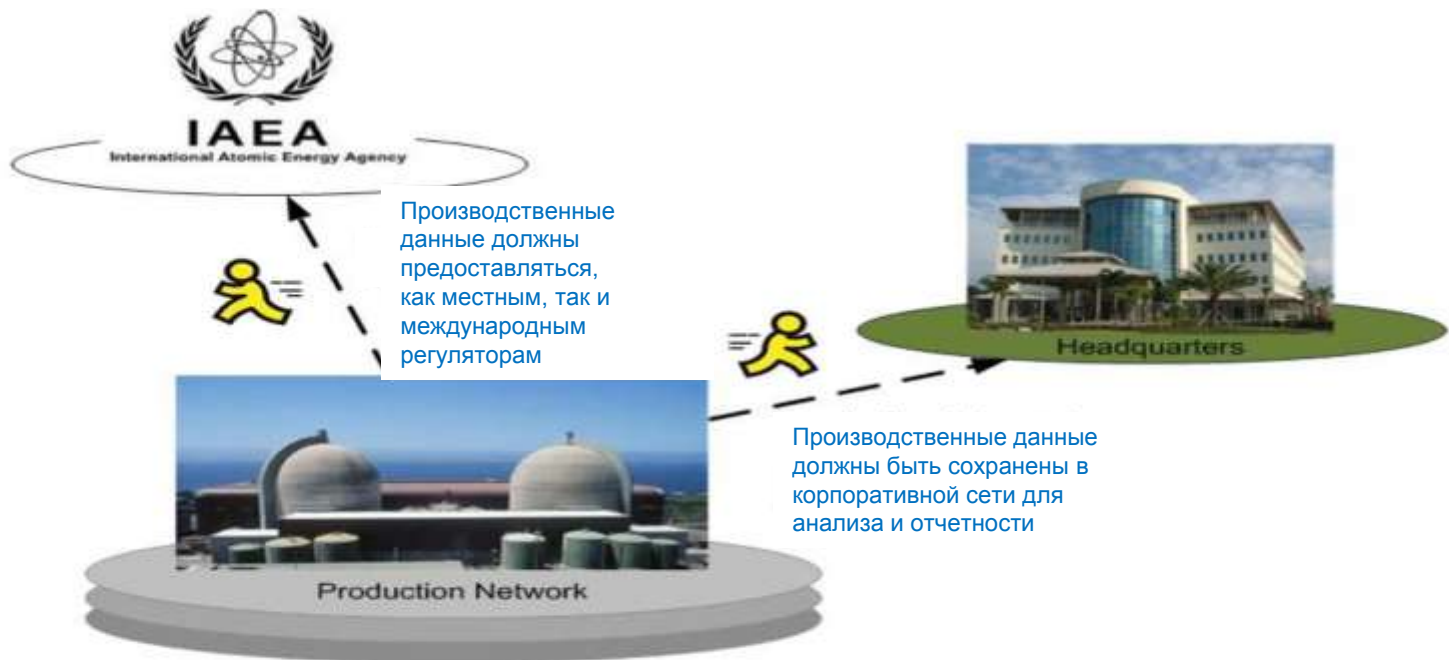 IAEA
International Atomic Energy Agency
Производственные
данные должны
предоставляться,
как местным, так и
международным
регуляторам
Headquarters
Производственные данные
должны быть сохранены в
корпоративной сети для
анализа и отчетности
Production Network